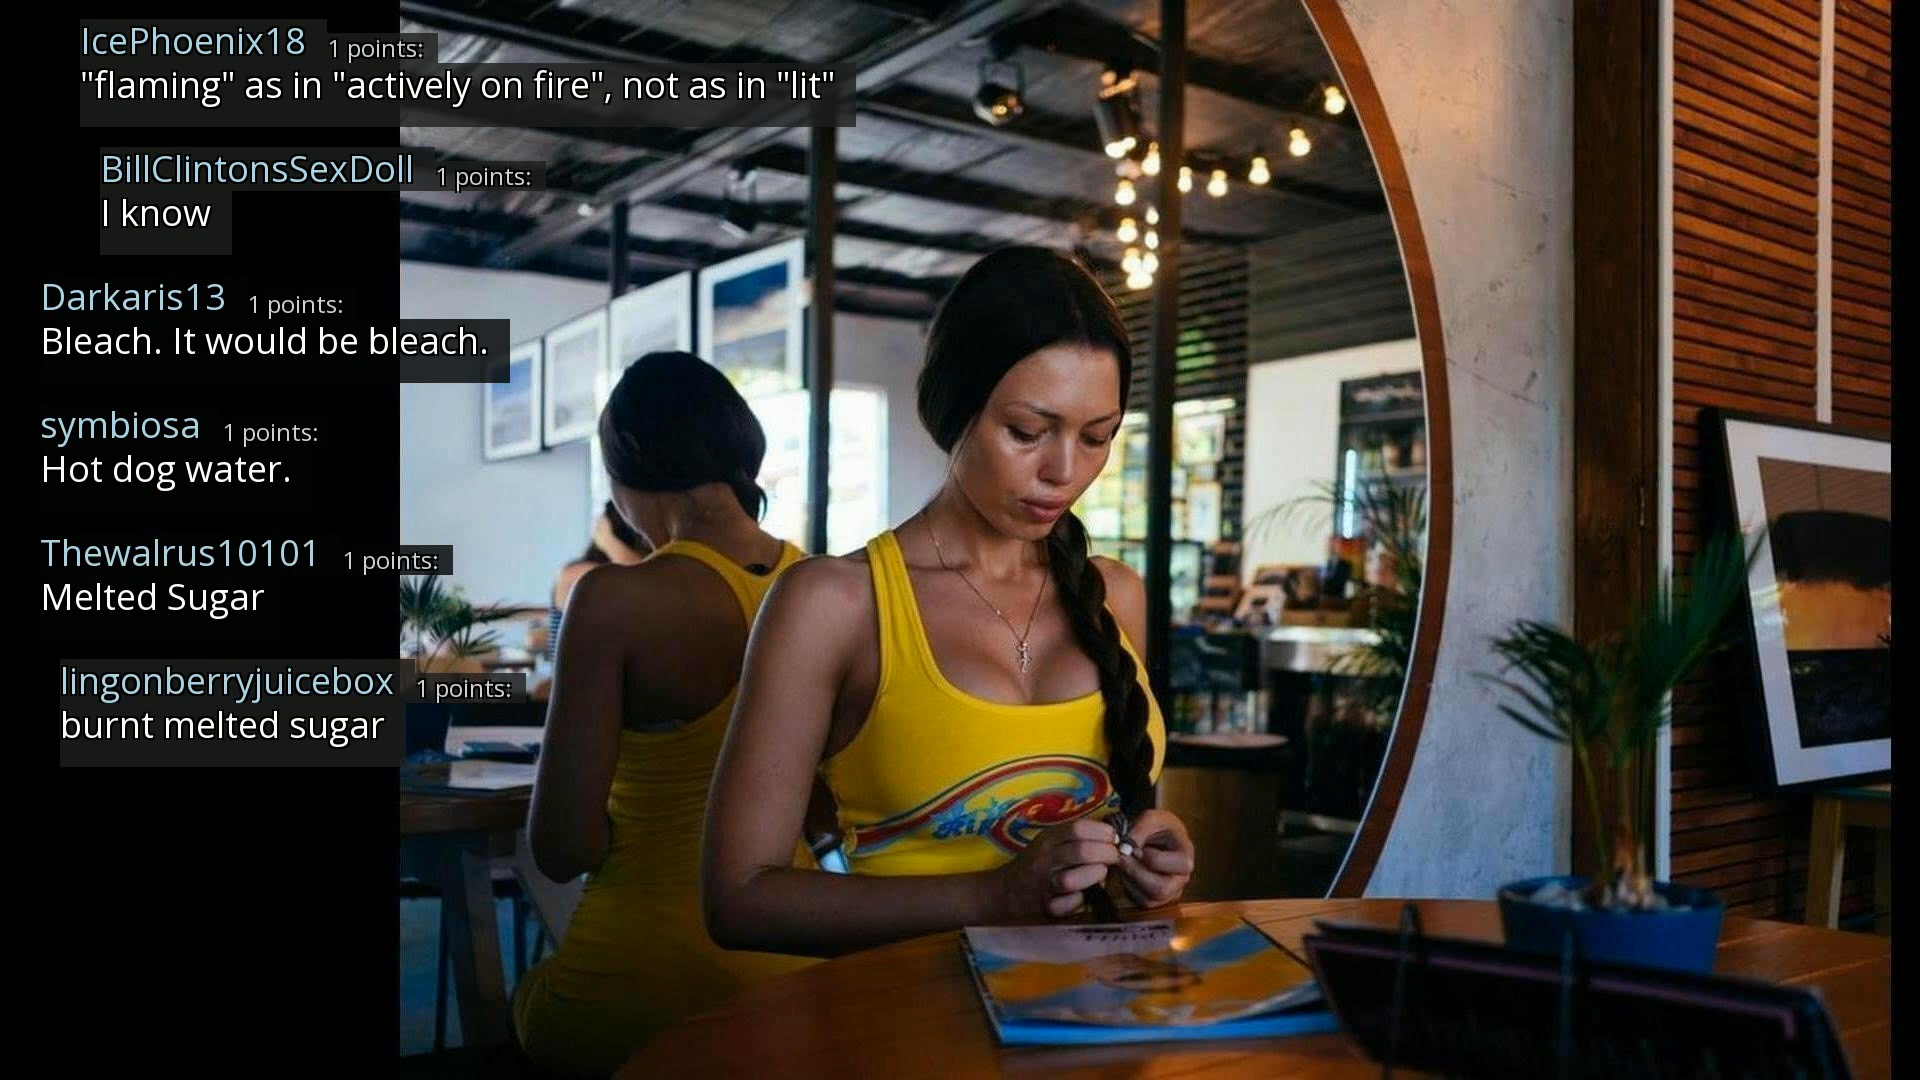 IcePhoenix18 1 points:
"flaming" as in "actively on fire", not as in "lit"
BillClintonsSexDoll 1 points:
I know
Darkaris13 1 points:
Bleach. It would be bleach.
symbiosa 1 points:
Hot dog water.
Thewalrus10101 1 points:
Melted Sugar
lingonberryjuicebox 1 points:
burnt melted sugar